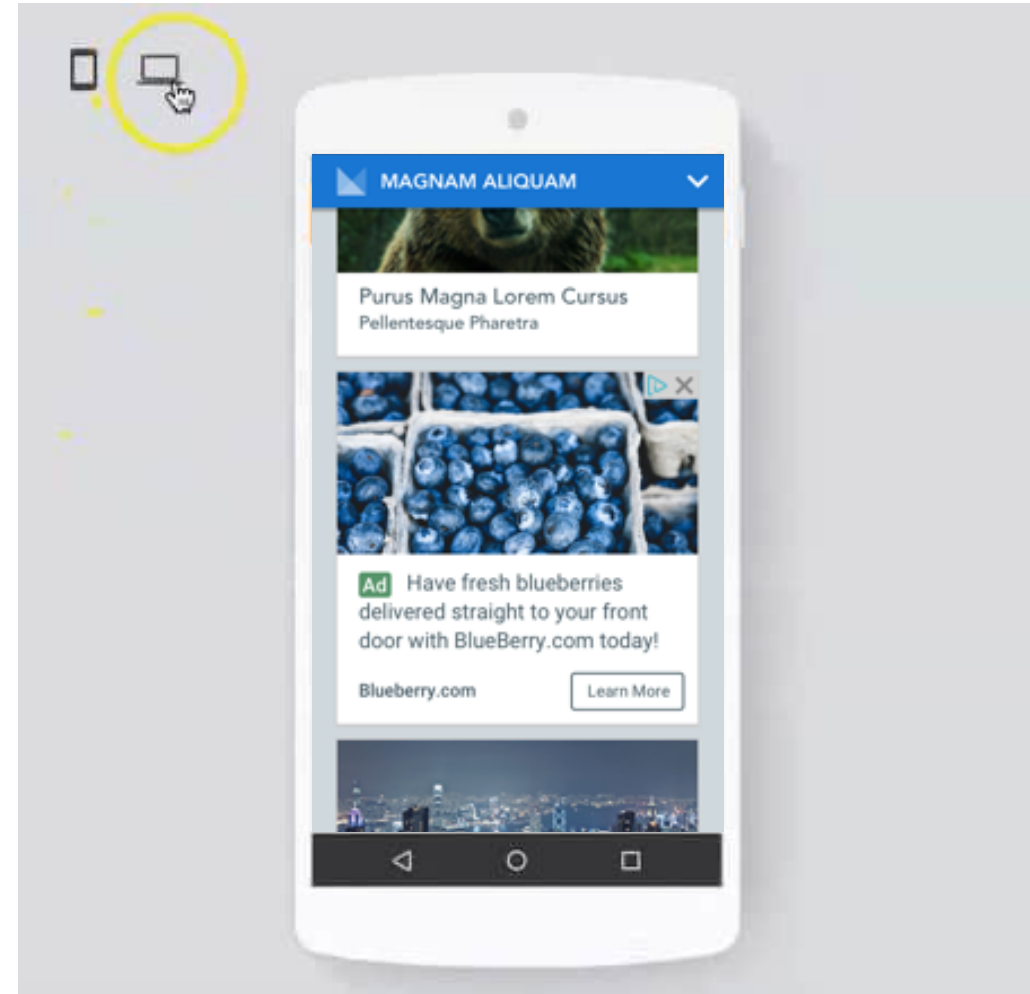 MAGNAM ALIQUAM
Purus Magna Lorem Cursus
Pellentesque Pharetra
Ad Have fresh blueberries
delivered straight to your front
door with BlueBerry.com today!
Blueberry.com
Learn More